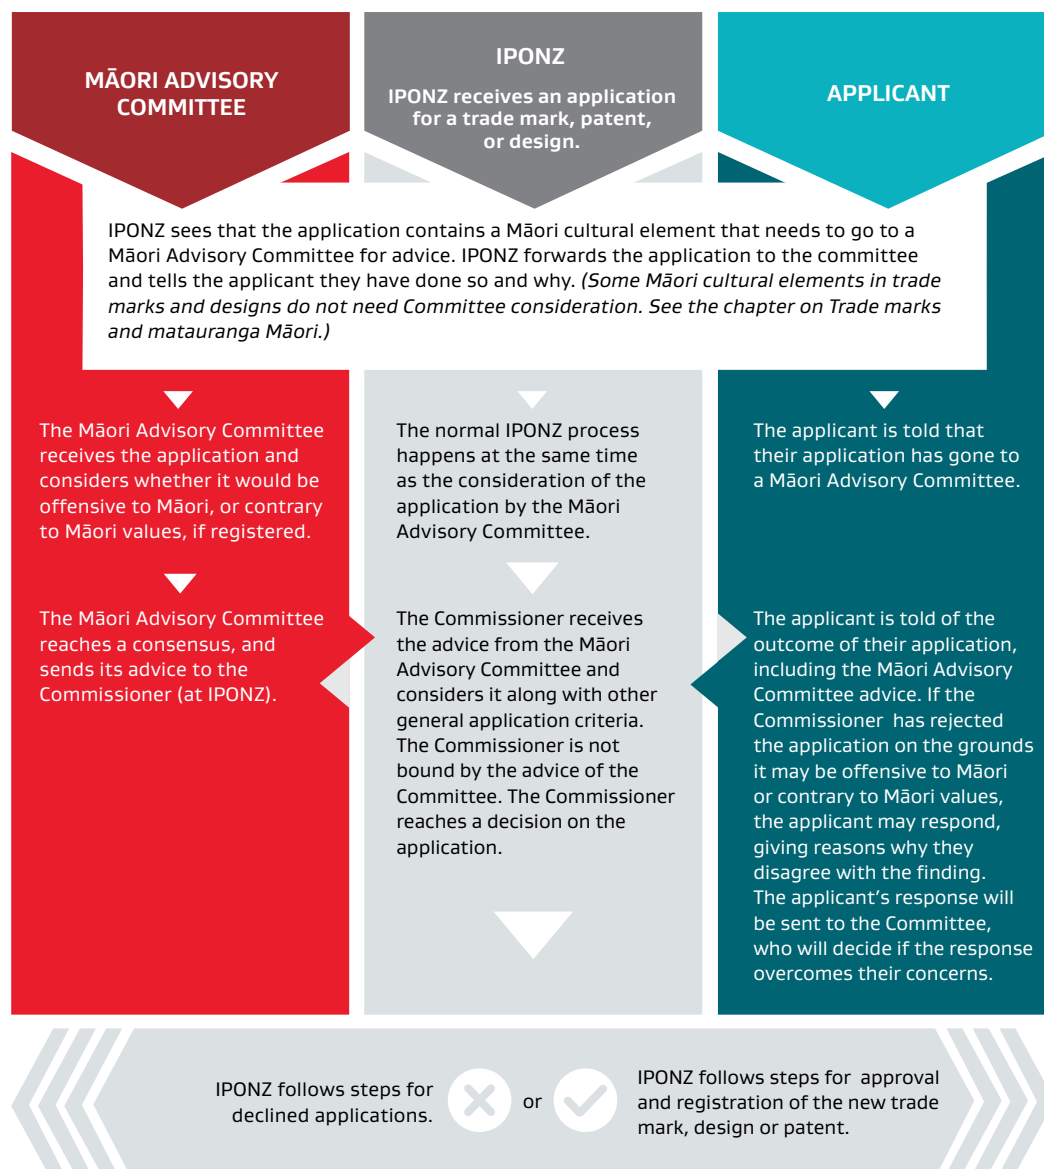 MĀORI ADVISORY
COMMITTEE
IPONZ
IPONZ receives an application
for a trade mark, patent,
or design.
APPLICANT
IPONZ sees that the application contains a Māori cultural element that needs to go to a
Māori Advisory Committee for advice. IPONZ forwards the application to the committee
and tells the applicant they have done so and why. (Some Māori cultural elements in trade
marks and designs do not need Committee consideration. See the chapter on Trade marks
and matauranga Māori.)
The Māori Advisory Committee
receives the application and
considers whether it would be
offensive to Māori, or contrary
to Māori values, if registered.
The Māori Advisory Committee
reaches a consensus, and
sends its advice to the
Commissioner (at IPONZ).
The normal IPONZ process
happens at the same time
as the consideration of the
application by the Māori
Advisory Committee.
The Commissioner receives
the advice from the Māori
Advisory Committee and
considers it along with other
general application criteria.
The Commissioner is not
bound by the advice of the
Committee. The Commissioner
reaches a decision on the
application.
The applicant is told that
their application has gone to
a Māori Advisory Committee.
The applicant is told of the
outcome of their application,
including the Māori Advisory
Committee advice. If the
Commissioner has rejected
the application on the grounds
it may be offensive to Māori
or contrary to Māori values,
the applicant may respond,
giving reasons why they
disagree with the finding.
The applicant’s response will
be sent to the Committee,
who will decide if the response
overcomes their concerns.
IPONZ follows steps for
declined applications.
or
IPONZ follows steps for approval
and registration of the new trade
mark, design or patent.